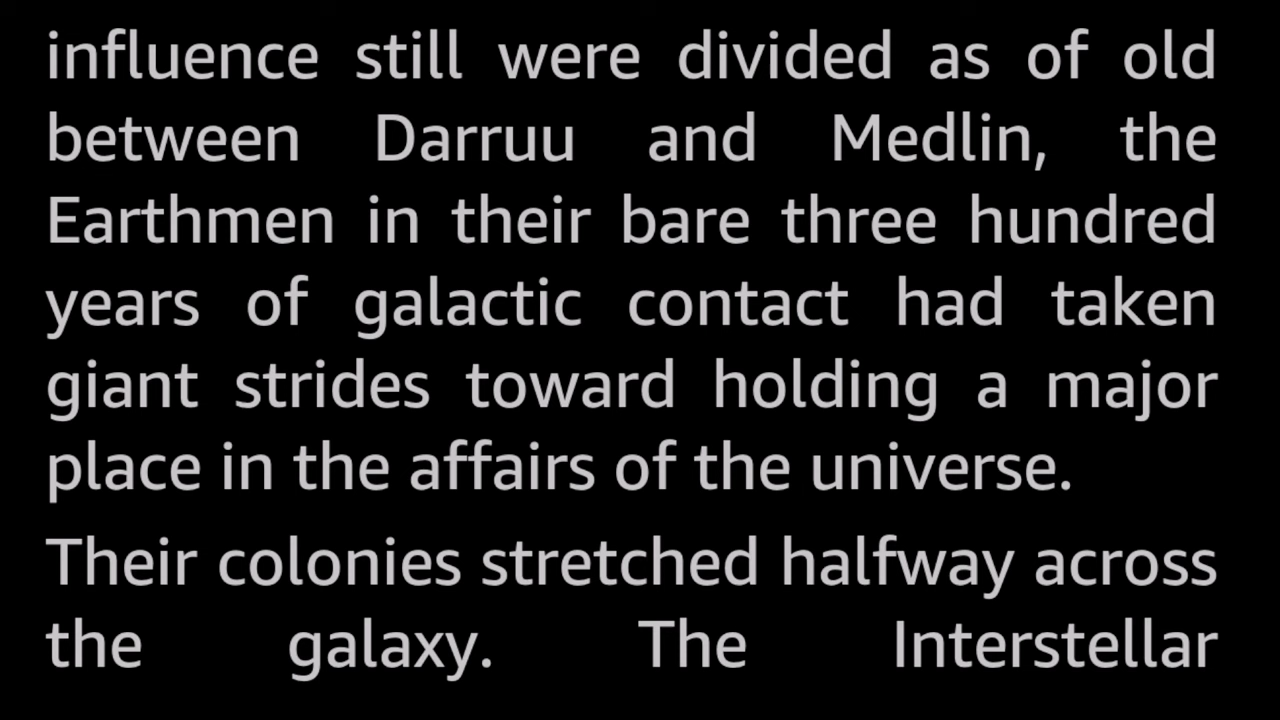 influence still were divided as of old
between Darruu and Medlin, the
Earthmen in their bare three hundred
years of galactic contact had taken
giant strides toward holding a major
place in the affairs of the universe.
Their colonies stretched halfway across
the galaxy. The Interstellar